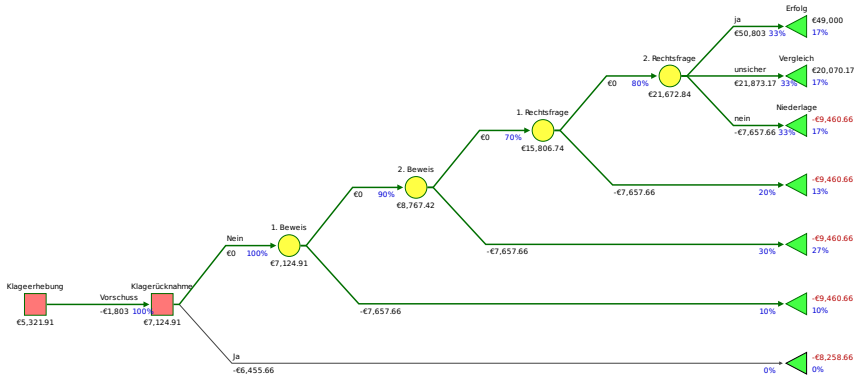 Erfolg
ja
€49,000
€50,803 33%
17%
2. Rechtsfrage
unsicher
Vergleich
€20,070.17
€0
80%
€21,873.17 33%
17%
€21,672.84
Niederlage
1. Rechtsfrage
nein
-€9,460.66
€0
70%
-€7,657.66 33%
17%
€15,806.74
2. Beweis
-€9,460.66
€0
90%
-€7,657.66
20%
13%
€8,767.42
1. Beweis
Nein
-€9,460.66
€0
100%
-€7,657.66
30%
27%
€7,124.91
Klageerhebung
Klagerücknahme
Vorschuss
-€9,460.66
-€1,803 100%
-€7,657.66
10%
10%
€5,321.91
€7,124.91
Ja
-€8,258.66
-€6,455.66
0%
0%